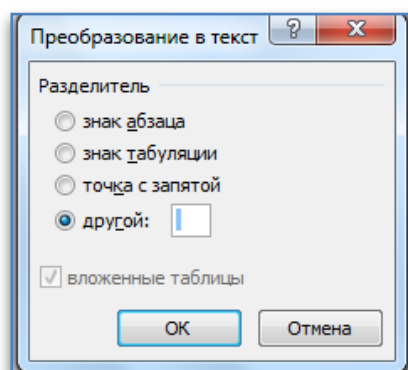 Преобразование в текст
Разделитель
знак абзаца
знак табуляции
точка с запятой
другой:
вложенные таблицы
ОК Отмена